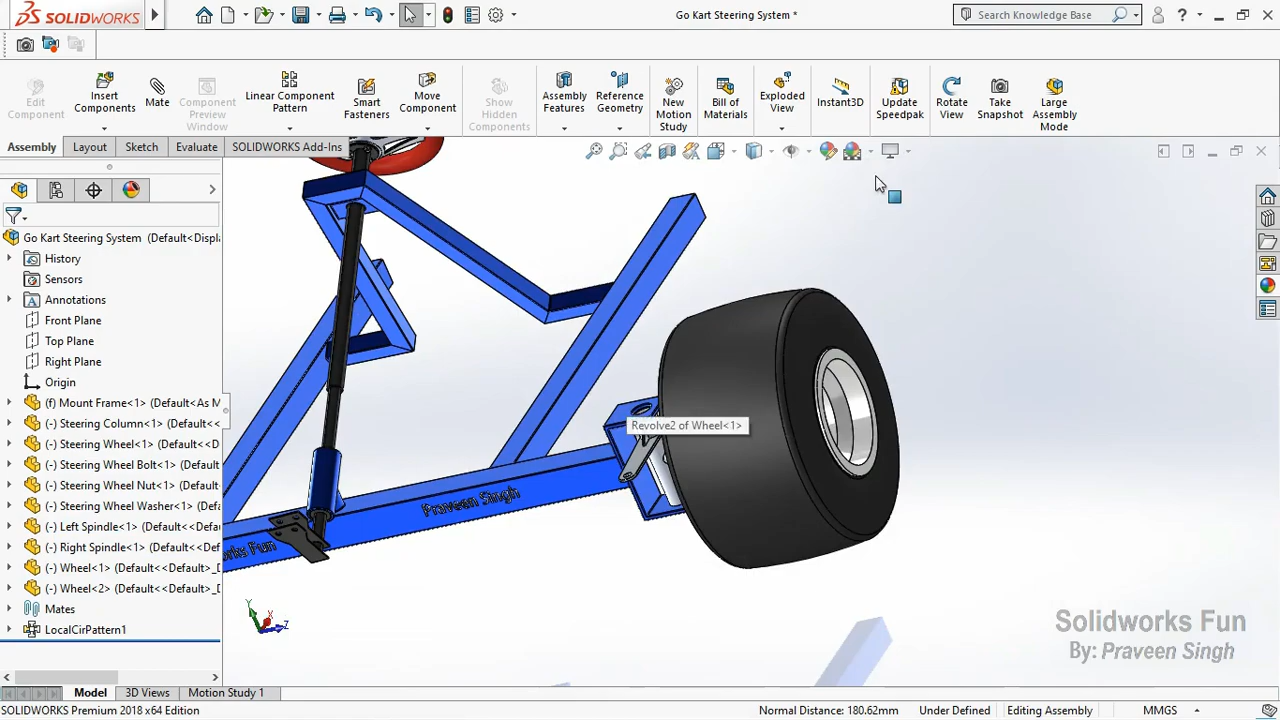 SOLIDWORKS
Go Kart Steering System *
Search Knowledge Base
?
Edit
Component
Insert
Components
Mate
Component
Preview
Window
Linear Component
Pattern
Smart
Fasteners
Move
Component
Show
Hidden
Components
Assembly
Features
Reference
Geometry
New
Motion
Study
Bill of
Materials
Exploded
View
Instant3D
Update
Speedpak
Rotate
View
Take
Snapshot
Large
Assembly
Mode
Assembly
Layout
Sketch
Evaluate
SOLIDWORKS Add-Ins
Go Kart Steering System (Default<Displ
History
Sensors
Annotations
Front Plane
Top Plane
Right Plane
Origin
(f) Mount Frame<1> (Default<As M
(-) Steering Column<1> (Default<D
(-) Steering Wheel<1> (Default<<D
(-) Steering Wheel Bolt<1> (Defaul
(-) Steering Wheel Nut<1> (Defaul
(-) Steering Wheel Washer<1> (Def
(-) Left Spindle<1> (Default<<Defa
(-) Right Spindle<1> (Default<<Def
(-) Wheel<1> (Default<<Default>_D
(-) Wheel<2> (Default<<Default>_D
Mates
LocalCirPattern1
Revolve2 of Wheel<1>
Praveen Singh
orks Fun
Y
X
Z
Solidworks Fun
By: Praveen Singh
Model
3D Views
Motion Study 1
SOLIDWORKS Premium 2018 x64 Edition
Normal Distance: 180.62mm
Under Defined
Editing Assembly
MMGS